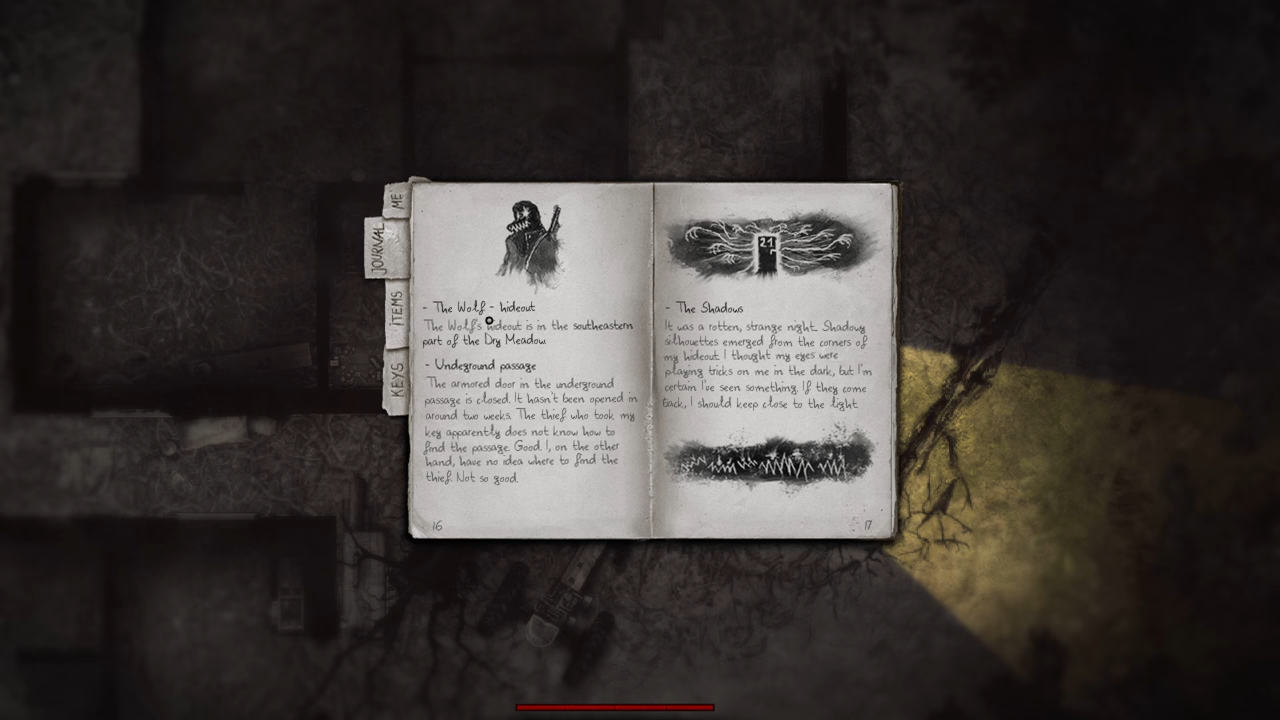 ME
JOURNAL
ITEMS
KEYS
- The Wolf - hideout
The Wolf's hideout is in the southeastern
part of the Dry Meadow.
- Underground passage
The armored door in the underground
passage is closed. It hasn't been opened in
around two weeks. The thief who took my
key apparently does not know how to
find the passage. Good. I, on the other
hand, have no idea where to find the
thief. Not so good.
16
21
- The Shadows
It was a rotten, strange night. Shadowy
silhouettes emerged from the corners of
my hideout. I thought my eyes were
playing tricks on me in the dark, but I'm
certain I've seen something. If they come
back, I should keep close to the light.
17